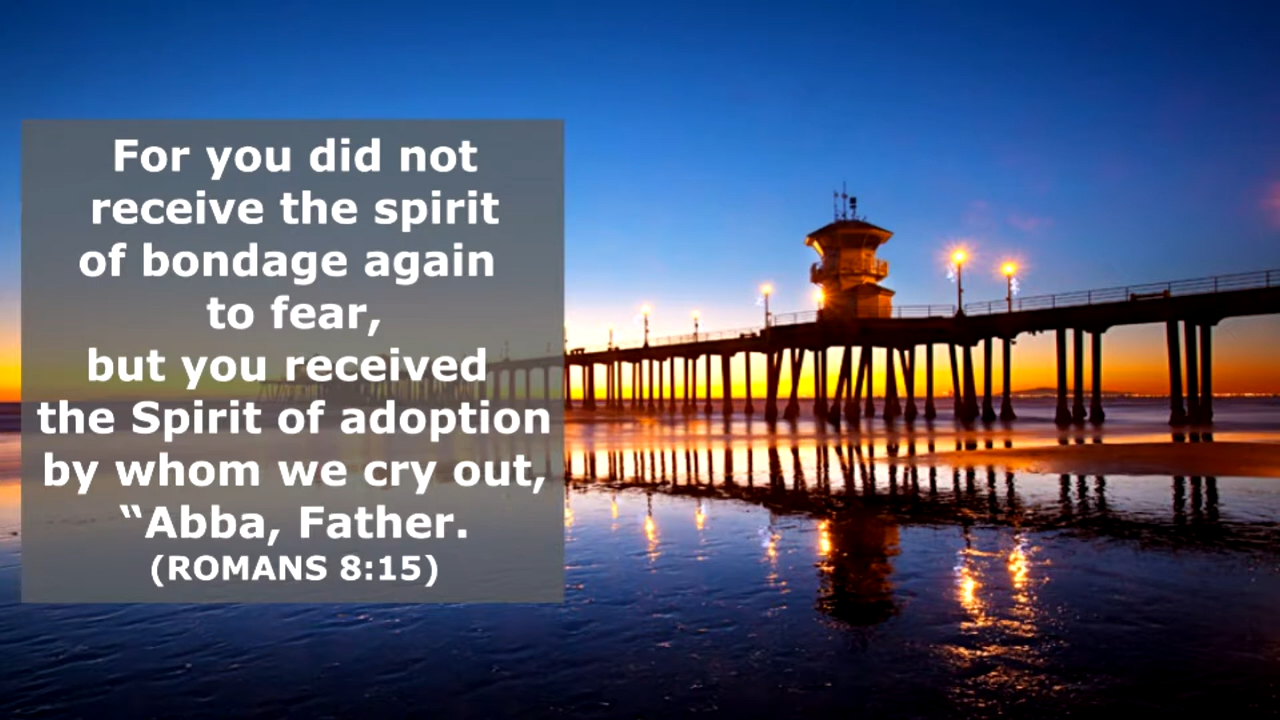 For you did not
receive the spirit
of bondage again
to fear,
but you received
the Spirit of adoption
by whom we cry out,
“Abba, Father.
(ROMANS 8:15)